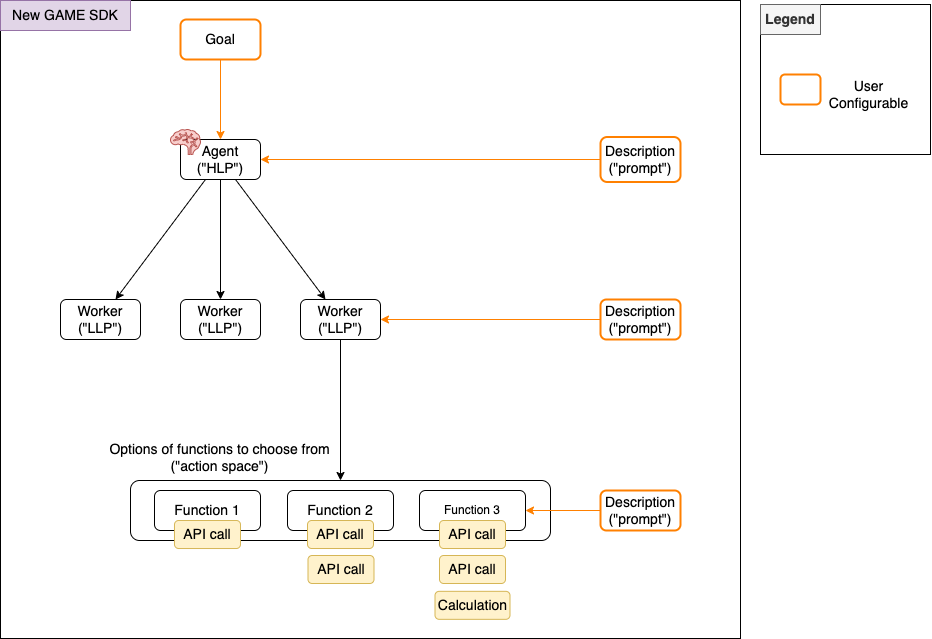 New GAME SDK
Legend
Goal
User
Configurable
Agent
("HLP")
Description
("prompt")
Worker
("LLP")
Worker
("LLP")
Worker
("LLP")
Description
("prompt")
Options of functions to choose from
("action space")
Function 1
Function 2
Function 3
Description
("prompt")
API call
API call
API call
API call
API call
Calculation